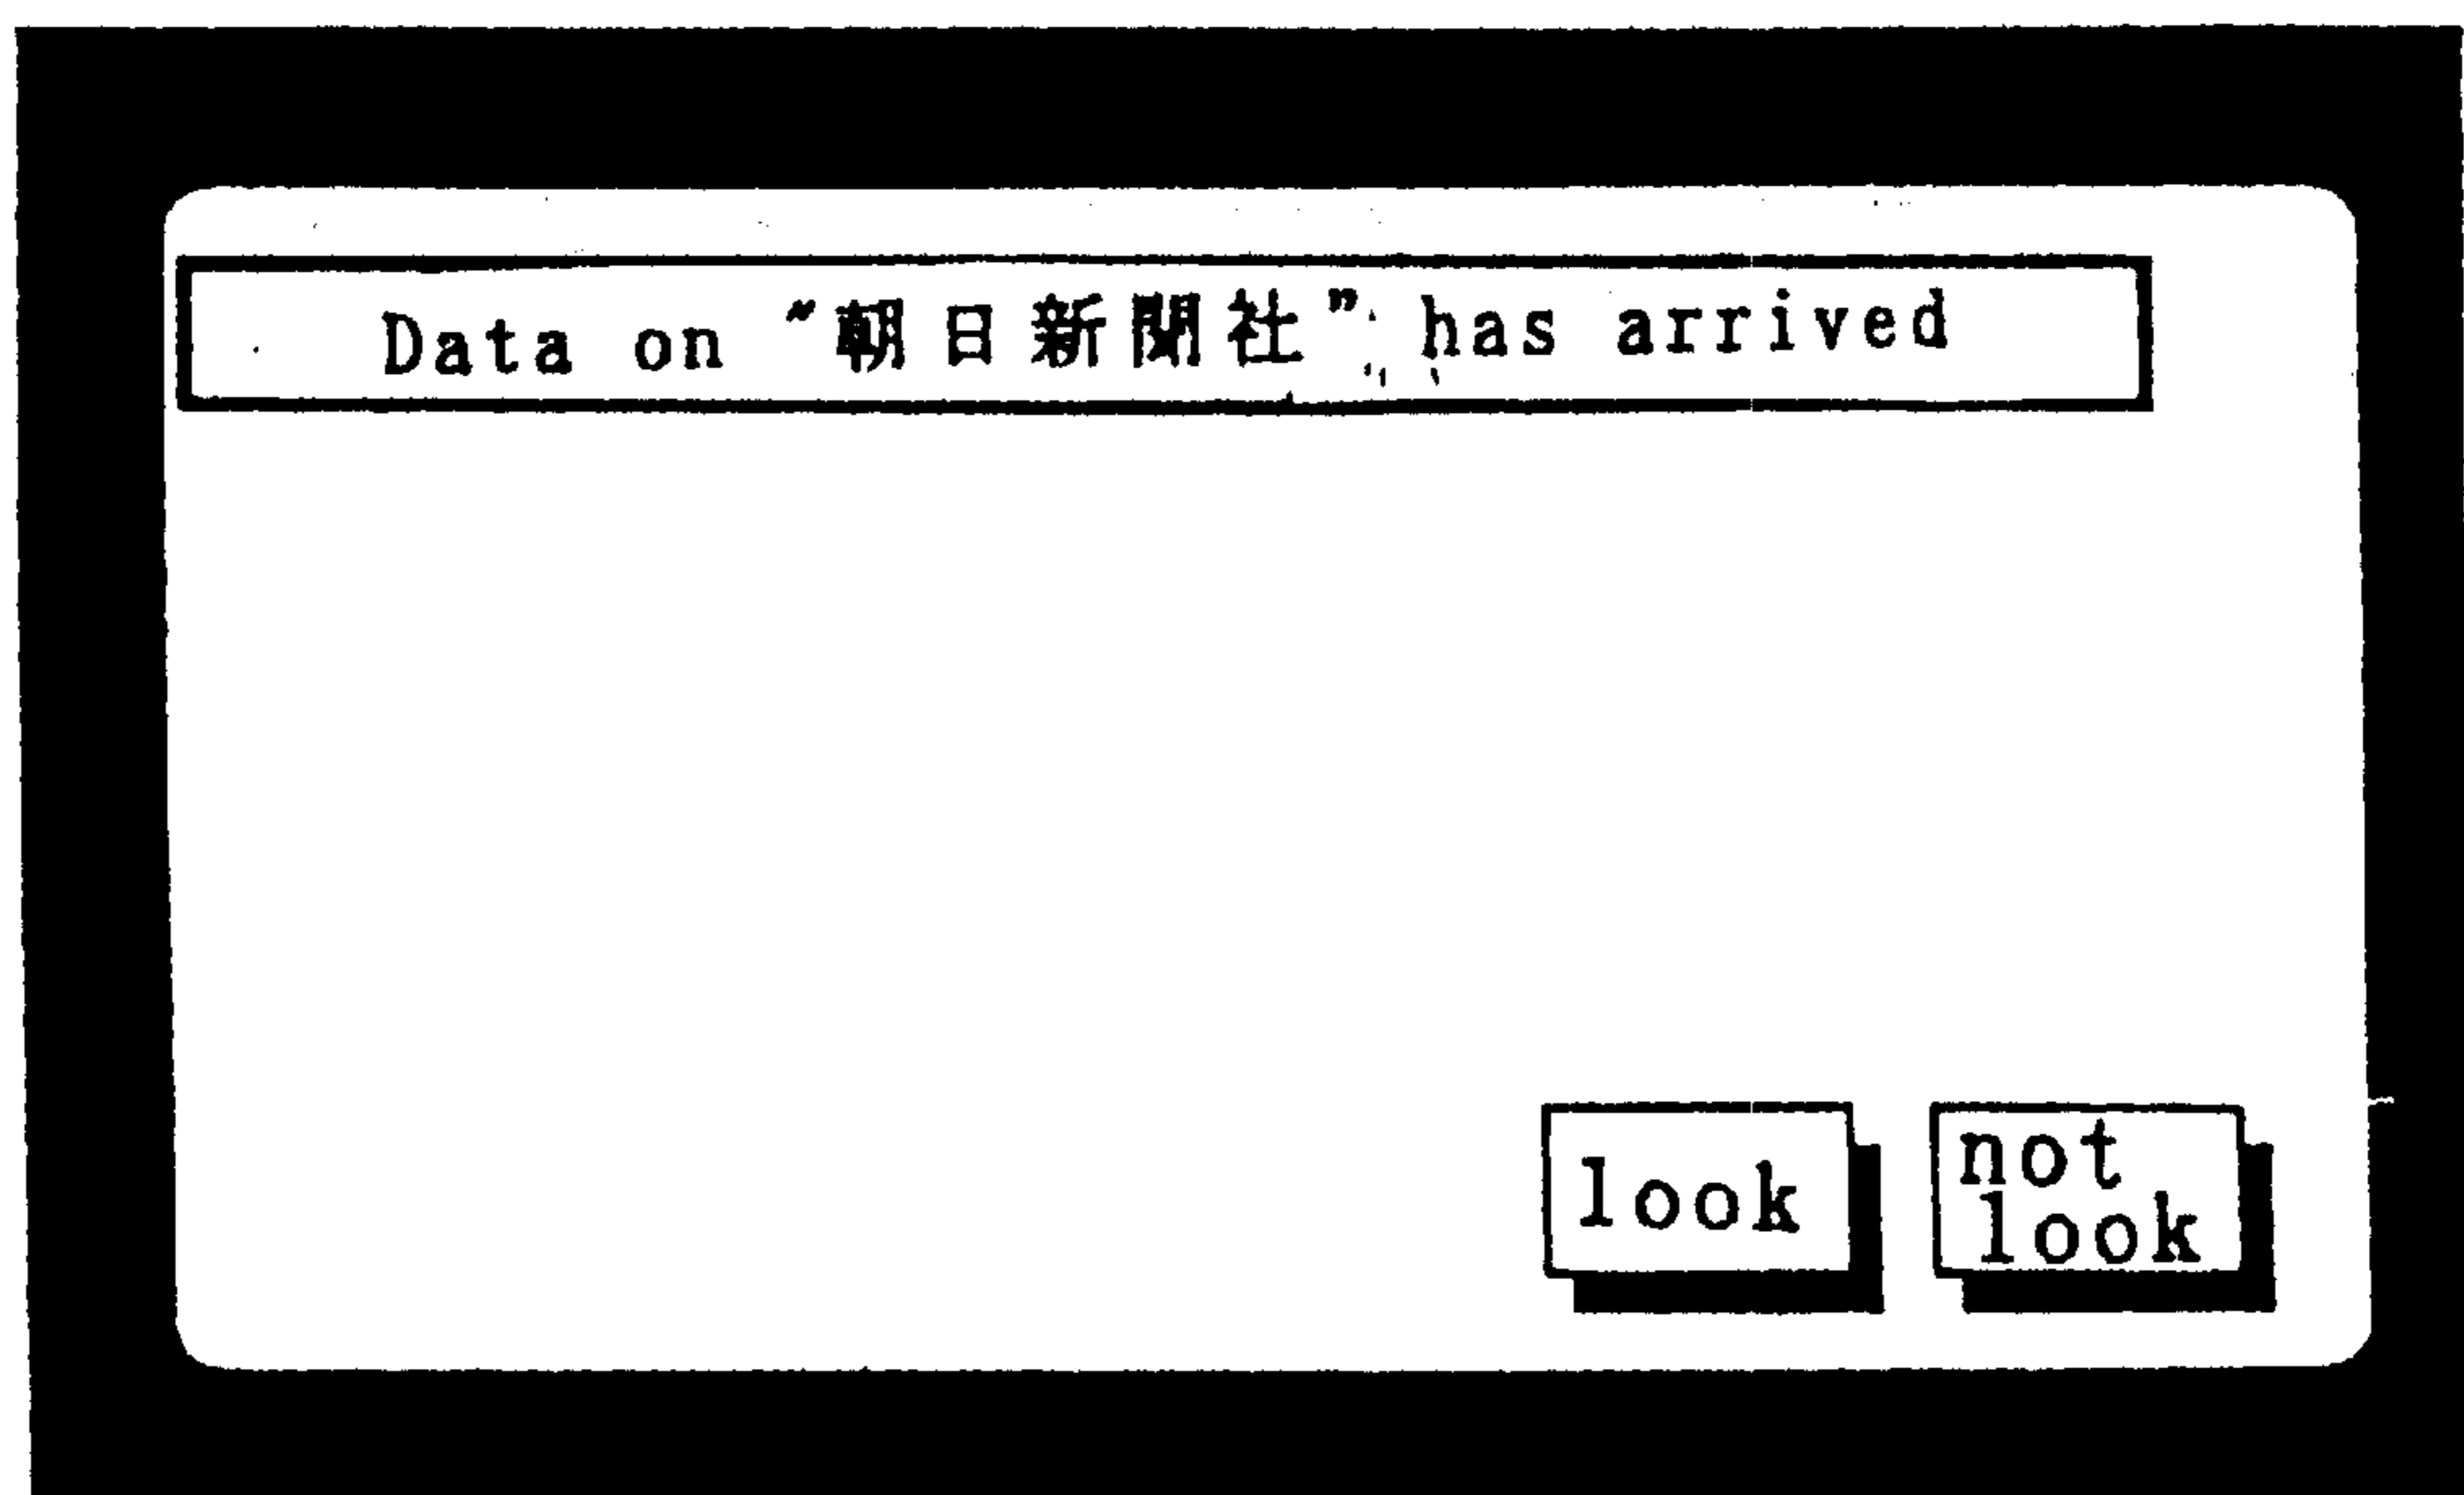 Data on “朝日新聞社” has arrived
look
not
look